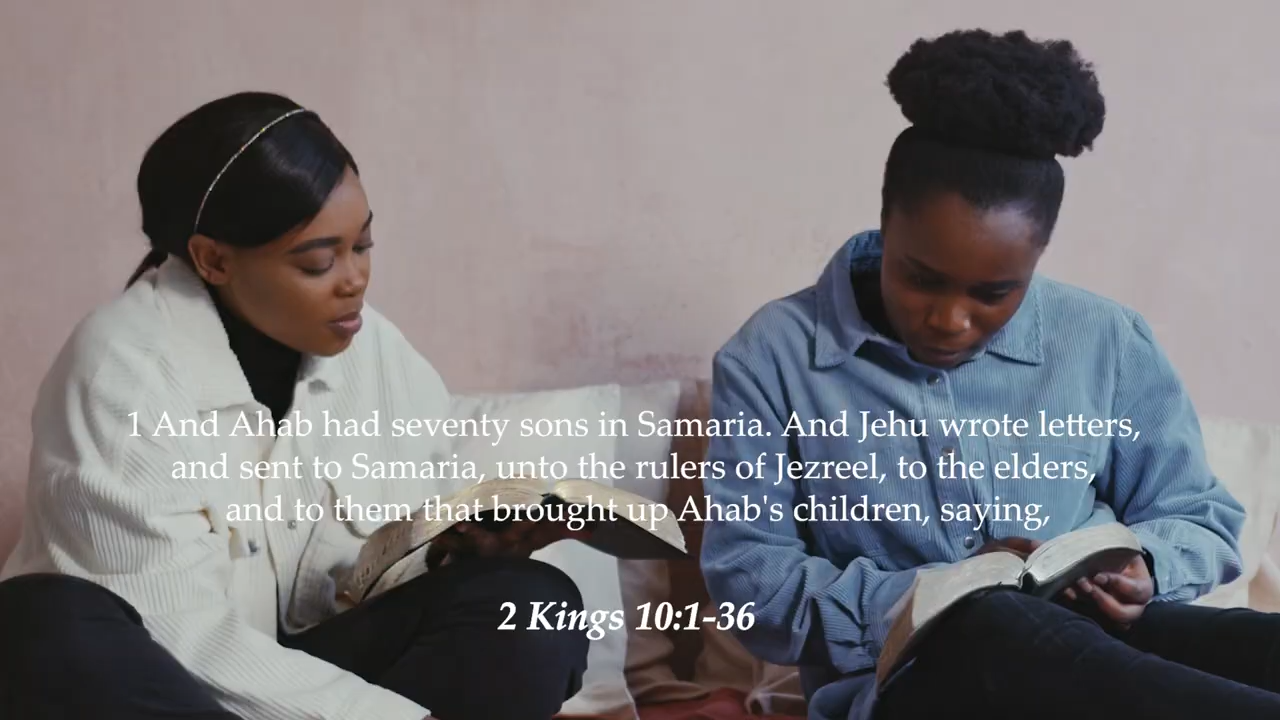 1 And Ahab had seventy sons in Samaria. And Jehu wrote letters,
and sent to Samaria, unto the rulers of Jezreel, to the elders,
and to them that brought up Ahab's children, saying,
2 Kings 10:1-36